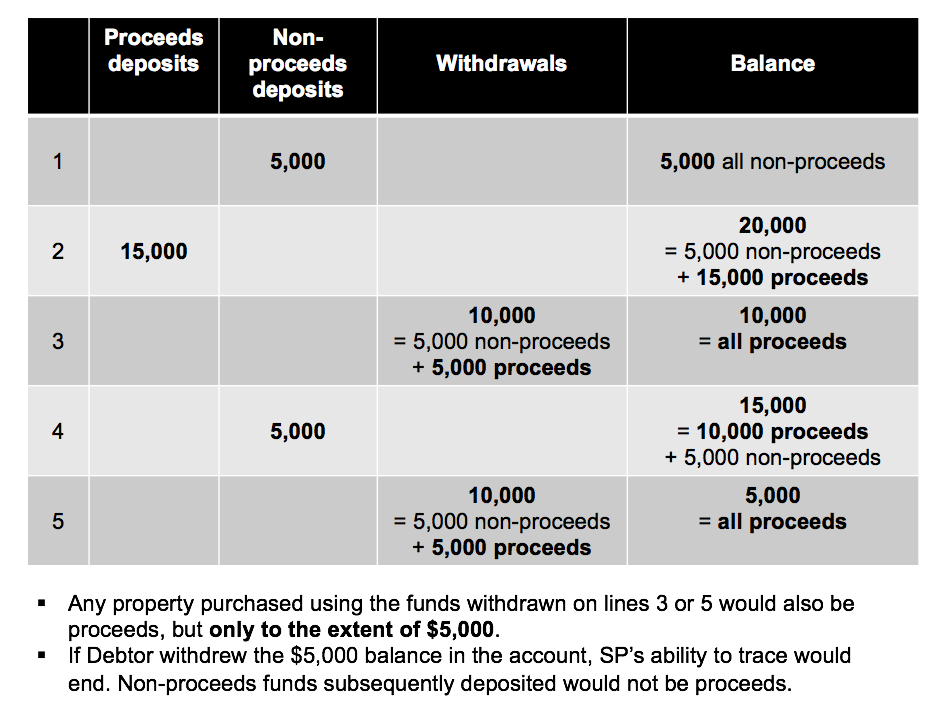 Proceeds deposits
Non-proceeds deposits
Withdrawals
Balance
1
5,000
5,000 all non-proceeds
2
15,000
20,000
= 5,000 non-proceeds
+ 15,000 proceeds
3
10,000
= 5,000 non-proceeds
+ 5,000 proceeds
10,000
= all proceeds
4
5,000
15,000
= 10,000 proceeds
+ 5,000 non-proceeds
5
10,000
= 5,000 non-proceeds
+ 5,000 proceeds
5,000
= all proceeds
▪ Any property purchased using the funds withdrawn on lines 3 or 5 would also be
proceeds, but only to the extent of $5,000.
▪ If Debtor withdrew the $5,000 balance in the account, SP's ability to trace would
end. Non-proceeds funds subsequently deposited would not be proceeds.